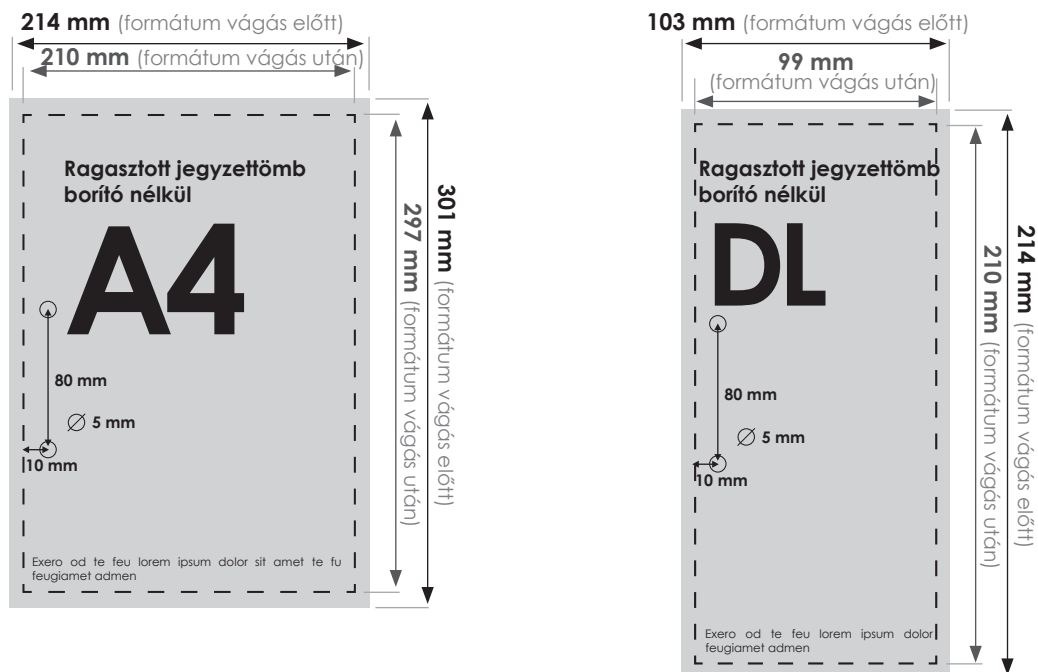 214 mm (formátum vágás előtt)
210 mm (formátum vágás után)
Ragasztott jegyzettömb
borító nélkül
A4
80 mm
5 mm
10 mm
Exero od te feu lorem ipsum dolor sit amet te fu
feugiamet admen
297 mm (formátum vágás után)
301 mm (formátum vágás előtt)
103 mm (formátum vágás előtt)
99 mm
(formátum vágás után)
Ragasztott jegyzettömb
borító nélkül
DL
80 mm
5 mm
10 mm
Exero od te feu lorem ipsum dolor
feugiamet admen
210 mm (formátum vágás után)
214 mm (formátum vágás előtt)